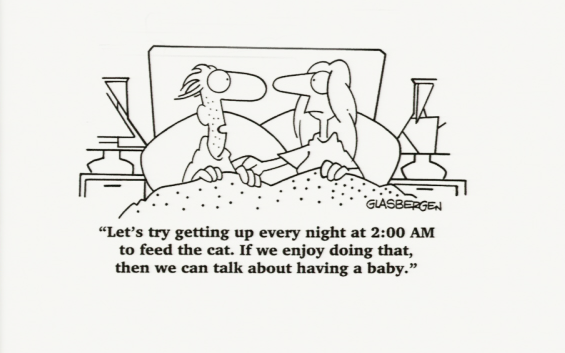 GLASBERGEN
“Let’s try getting up every night at 2:00 AM
to feed the cat. If we enjoy doing that,
then we can talk about having a baby.”